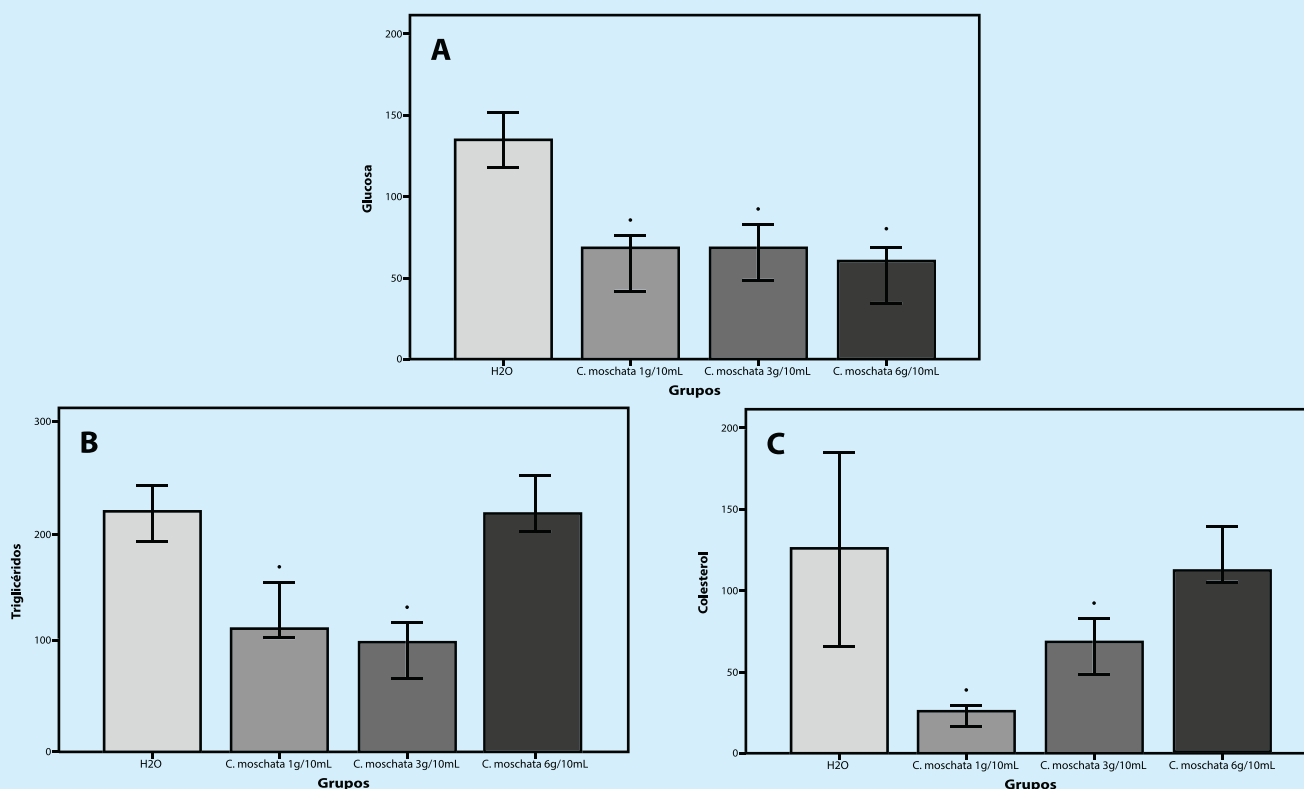 A
200
150
100
50
0
Glucosa
H2O
C. moschata 1g/10mL
C. moschata 3g/10mL
C. moschata 6g/10mL
Grupos
B
300
200
100
0
Triglicéridos
H2O
C. moschata 1g/10mL
C. moschata 3g/10mL
C. moschata 6g/10mL
Grupos
C
200
150
100
50
0
Colesterol
H2O
C. moschata 1g/10mL
C. moschata 3g/10mL
C. moschata 6g/10mL
Grupos